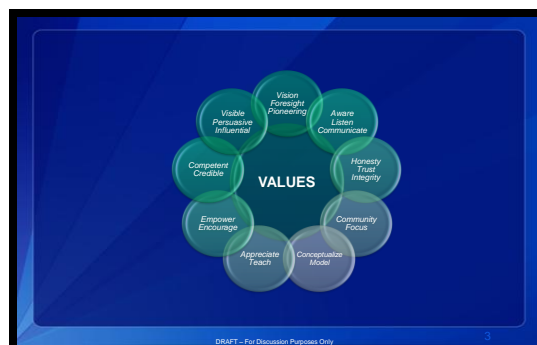 Vision
Foresight
Pioneering
Aware
Listen
Communicate
Honesty
Trust
Integrity
Community
Focus
Conceptualize
Model
Appreciate
Teach
Empower
Encourage
Competent
Credible
Visible
Persuasive
Influential
VALUES
DRAFT – For Discussion Purposes Only
3